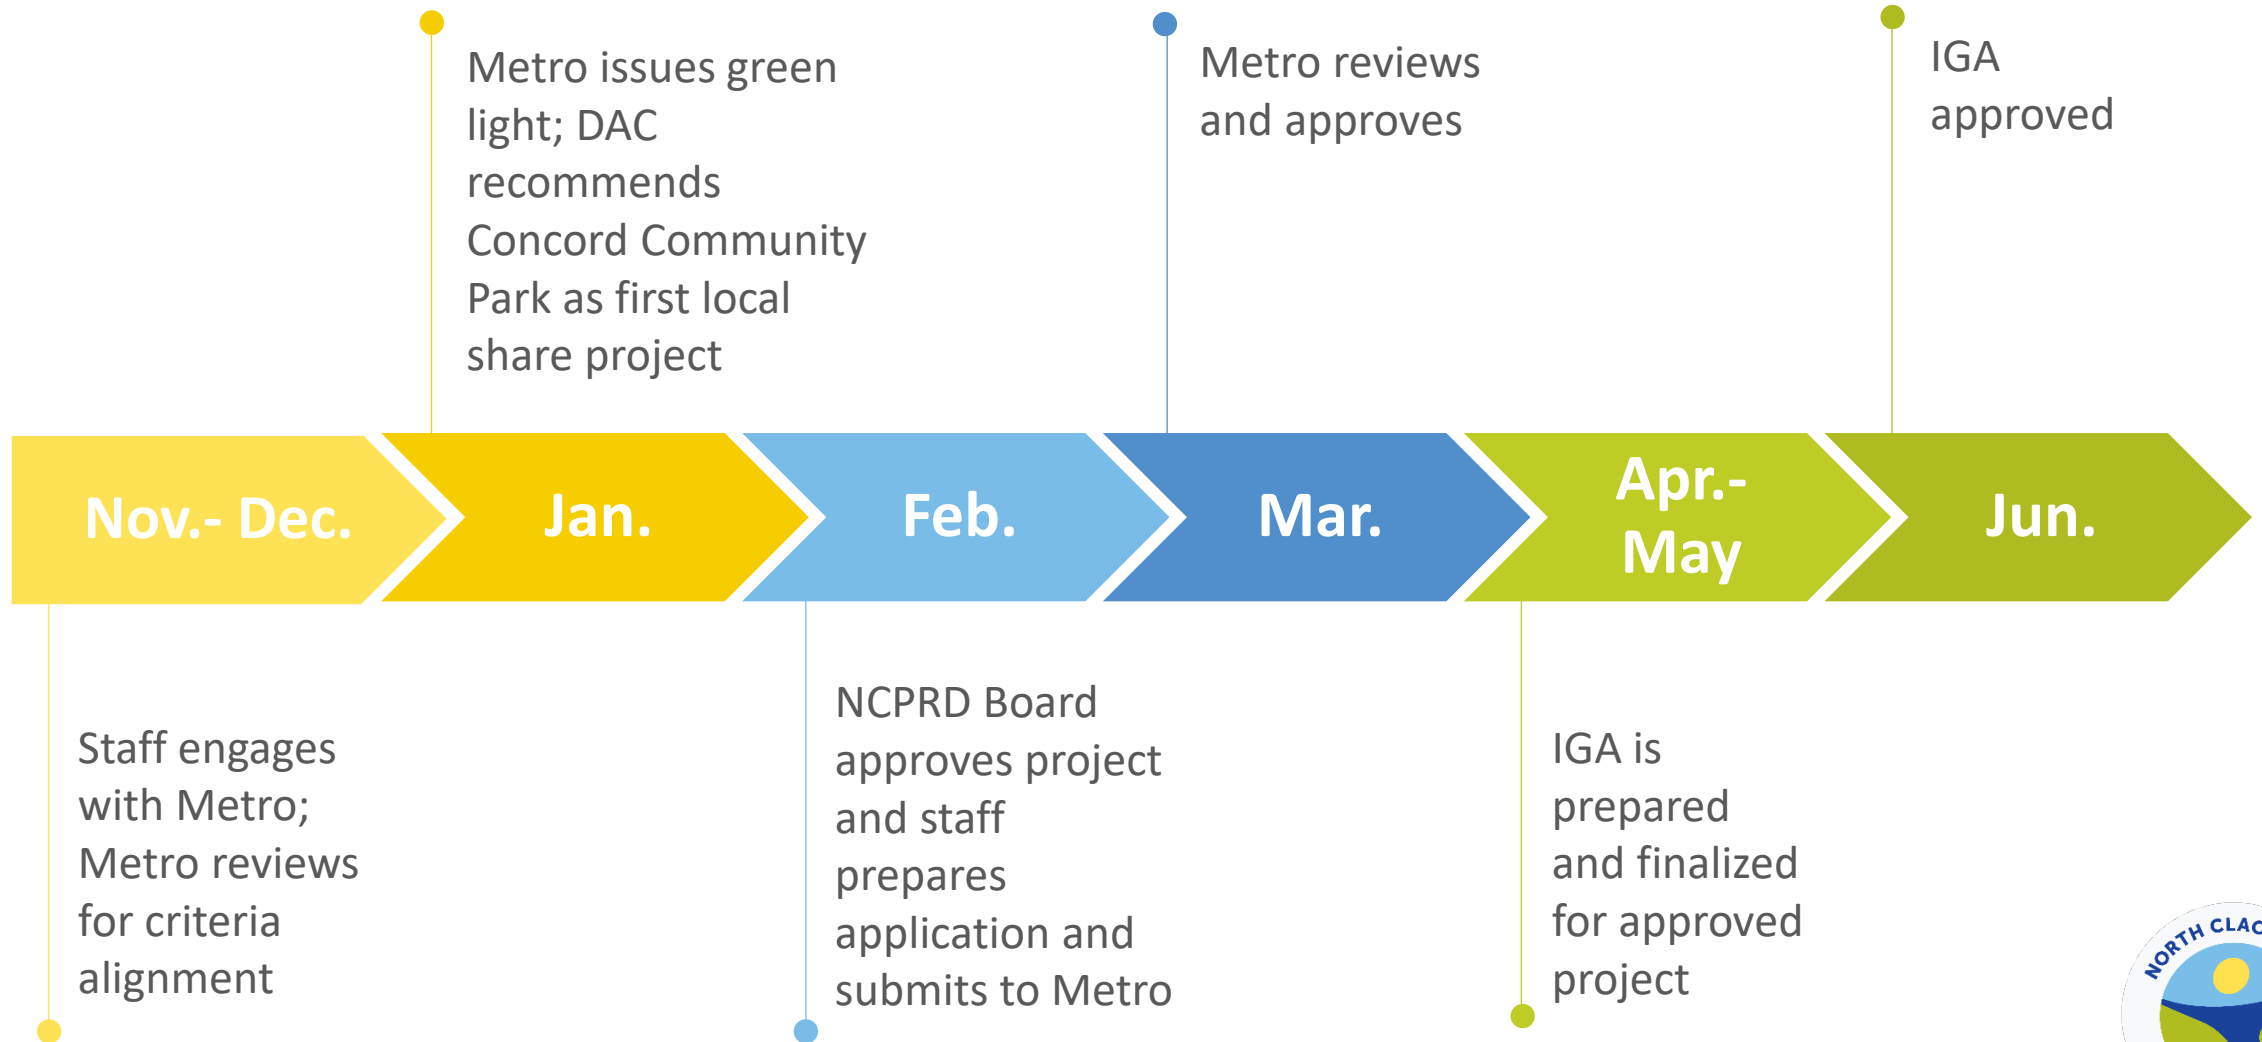 Metro issues green
light; DAC
recommends
Concord Community
Park as first local
share project
Metro reviews
and approves
IGA
approved
Nov.- Dec.
Jan.
Feb.
Mar.
Apr.-
May
Jun.
Staff engages
with Metro;
Metro reviews
for criteria
alignment
NCPRD Board
approves project
and staff
prepares
application and
submits to Metro
IGA is
prepared
and finalized
for approved
project
NORTH